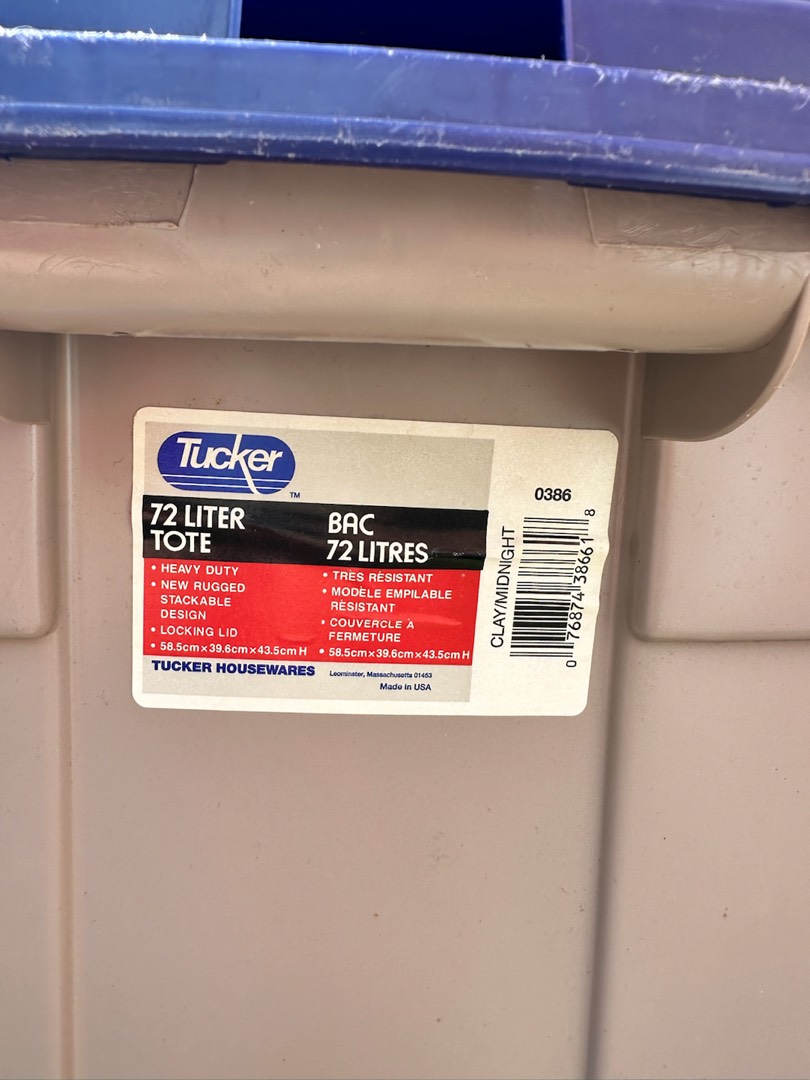 Tucker
TM
72 LITER
TOTE
• HEAVY DUTY
• NEW RUGGED
STACKABLE
DESIGN
• LOCKING LID
• 58.5cm×39.6cm×43.5cm H
BAC
72 LITRES
• TRÈS RÉSISTANT
• MODÈLE EMPILABLE
RÉSISTANT
• COUVERCLE À
FERMETURE
• 58.5cm×39.6cm×43.5cm H
TUCKER HOUSEWARES
Leominster, Massachusetts 01453
Made in USA
0386
CLAY/MIDNIGHT
0 76874 38661 8